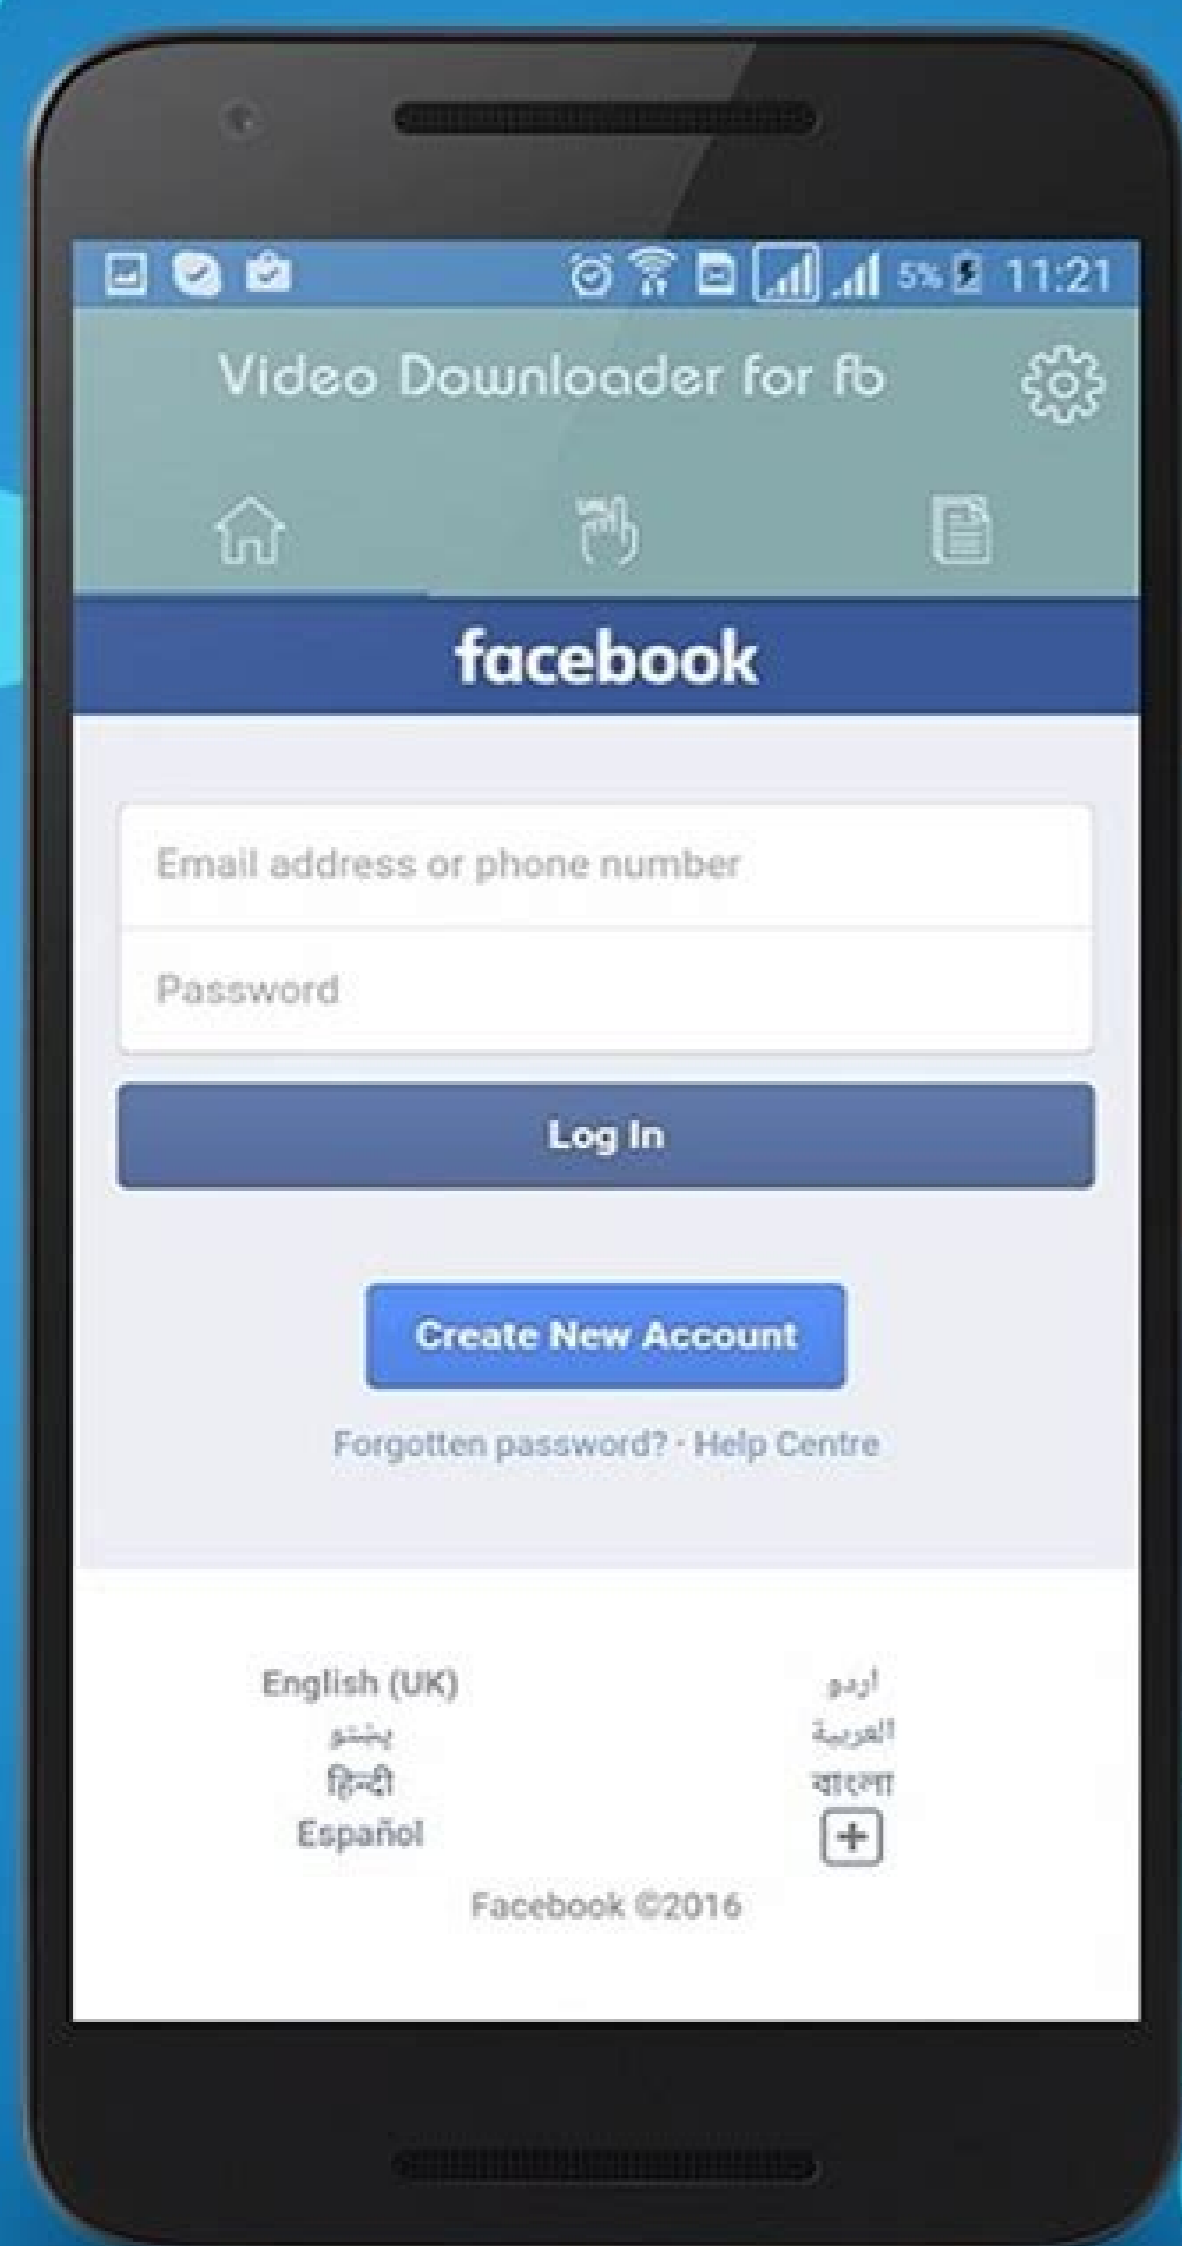 5% 11:21
Video Downloader for fb
facebook
Email address or phone number
Password
Log In
Create New Account
Forgotten password? · Help Centre
English (UK)
اردو
پښتو
العربية
हिन्दी
বাংলা
Español
Facebook ©2016